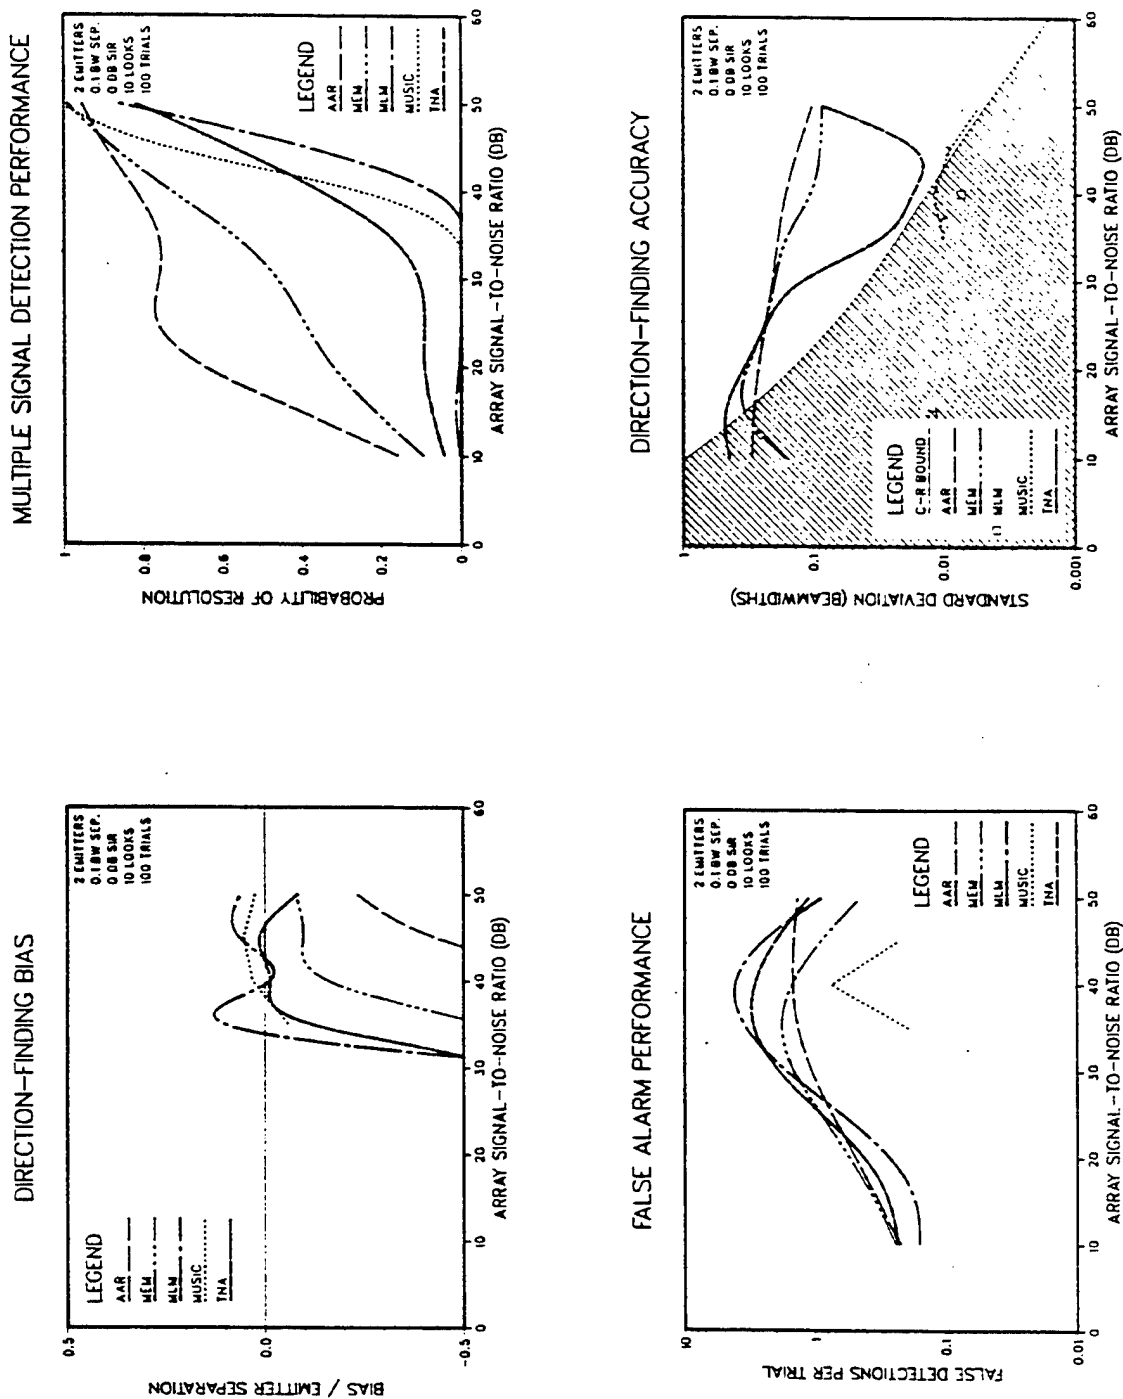 MULTIPLE SIGNAL DETECTION PERFORMANCE
2 EMITTERS
0.1 BW SEP.
0 DB SIR
10 LOOKS
100 TRIALS
LEGEND
AAR
MEM
MLM
MUSIC
TNA
PROBABILITY OF RESOLUTION
1
0.8
0.6
0.4
0.2
0
0 10 20 30 40 50 60
ARRAY SIGNAL-TO-NOISE RATIO (DB)
DIRECTION-FINDING ACCURACY
2 EMITTERS
0.1 BW SEP.
0 DB SIR
10 LOOKS
100 TRIALS
LEGEND
C-R BOUND
AAR
MEM
MLM
MUSIC
TNA
STANDARD DEVIATION (BEAMWIDTHS)
1
0.1
0.01
0.001
0 10 20 30 40 50 60
ARRAY SIGNAL-TO-NOISE RATIO (DB)
DIRECTION-FINDING BIAS
2 EMITTERS
0.1 BW SEP.
0 DB SIR
10 LOOKS
100 TRIALS
LEGEND
AAR
MEM
MLM
MUSIC
TNA
BIAS / EMITTER SEPARATION
0.5
0.0
-0.5
0 10 20 30 40 50 60
ARRAY SIGNAL-TO-NOISE RATIO (DB)
FALSE ALARM PERFORMANCE
2 EMITTERS
0.1 BW SEP.
0 DB SIR
10 LOOKS
100 TRIALS
LEGEND
AAR
MEM
MLM
MUSIC
TNA
FALSE DETECTIONS PER TRIAL
10
1
0.1
0.01
0 10 20 30 40 50 60
ARRAY SIGNAL-TO-NOISE RATIO (DB)